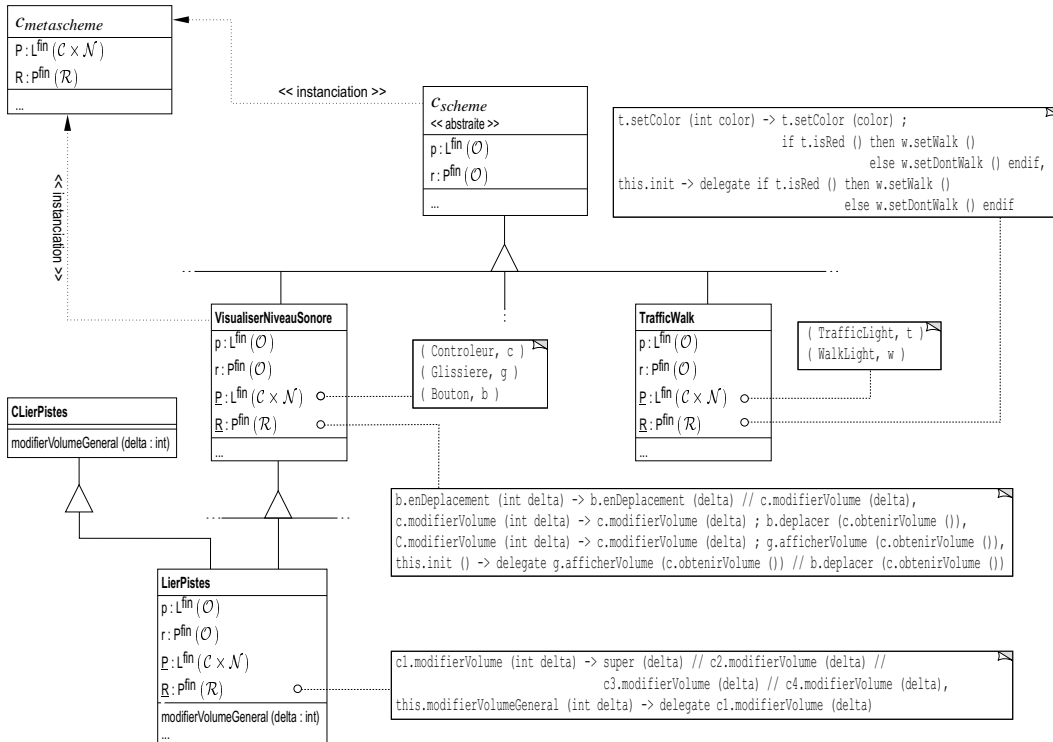 c_metascheme
P : L^fin (C × N)
R : P^fin (R)
...
<< instanciation >>
<< instanciation >>
c_scheme
<< abstraite >>
p : L^fin (O)
r : P^fin (O)
...
t.setColor (int color) -> t.setColor (color) ;
if t.isRed () then w.setWalk ()
else w.setDontWalk () endif,
this.init -> delegate if t.isRed () then w.setWalk ()
else w.setDontWalk () endif
VisualiserNiveauSonore
p : L^fin (O)
r : P^fin (O)
P : L^fin (C × N)
R : P^fin (R)
...
( Controleur, c )
( Glissiere, g )
( Bouton, b )
TrafficWalk
p : L^fin (O)
r : P^fin (O)
P : L^fin (C × N)
R : P^fin (R)
...
( TrafficLight, t )
( WalkLight, w )
CLierPistes
modifierVolumeGeneral (delta : int)
b.enDeplacement (int delta) -> b.enDeplacement (delta) // c.modifierVolume (delta),
c.modifierVolume (int delta) -> c.modifierVolume (delta) ; b.deplacer (c.obtenirVolume ()),
C.modifierVolume (int delta) -> c.modifierVolume (delta) ; g.afficherVolume (c.obtenirVolume ()),
this.init () -> delegate g.afficherVolume (c.obtenirVolume ()) // b.deplacer (c.obtenirVolume ())
LierPistes
p : L^fin (O)
r : P^fin (O)
P : L^fin (C × N)
R : P^fin (R)
modifierVolumeGeneral (delta : int)
...
c1.modifierVolume (int delta) -> super (delta) // c2.modifierVolume (delta) //
c3.modifierVolume (delta) // c4.modifierVolume (delta),
this.modifierVolumeGeneral (int delta) -> delegate c1.modifierVolume (delta)